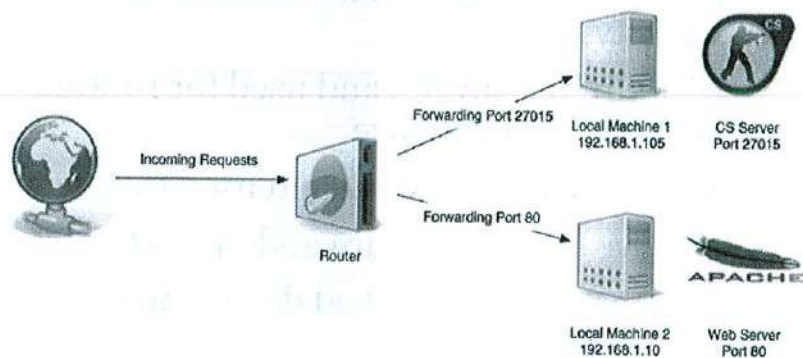 CS
Forwarding Port 27015
Local Machine 1
192.168.1.105
CS Server
Port 27015
Incoming Requests
Router
Forwarding Port 80
APACHE
Local Machine 2
192.168.1.10
Web Server
Port 80